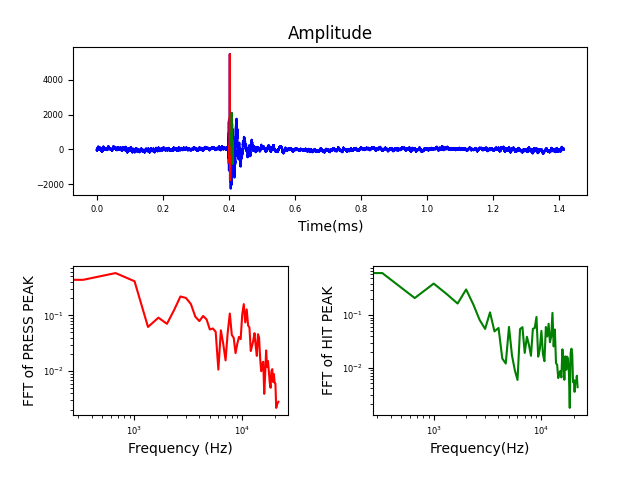 Amplitude
4000
2000
0
−2000
0.0 0.2 0.4 0.6 0.8 1.0 1.2 1.4
Time(ms)
FFT of PRESS PEAK
10⁻¹
10⁻²
10³ 10⁴
Frequency (Hz)
FFT of HIT PEAK
10⁻¹
10⁻²
10³ 10⁴
Frequency(Hz)